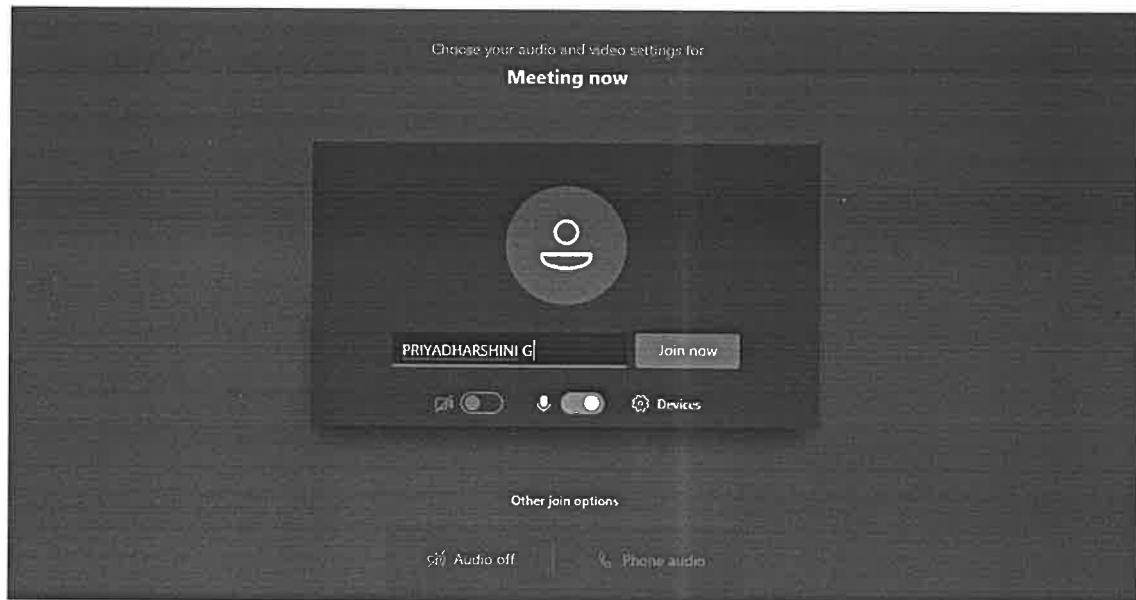 Choose your audio and video settings for
Meeting now
PRIYADHARSHINI G
Join now
Devices
Other join options
Audio off
Phone audio